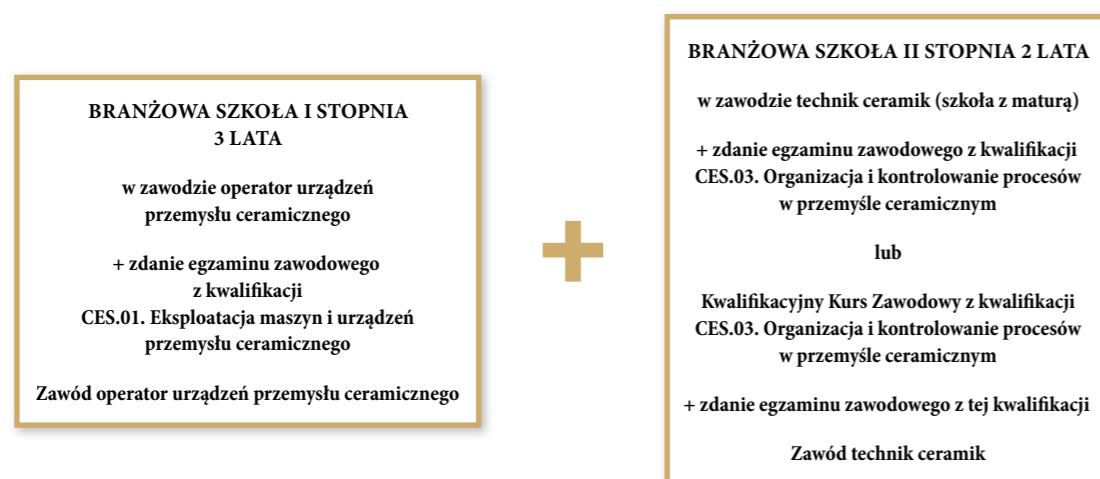 BRANŻOWA SZKOŁA I STOPNIA
3 LATA
w zawodzie operator urządzeń
przemysłu ceramicznego
+ zdanie egzaminu zawodowego
z kwalifikacji
CES.01. Eksploatacja maszyn i urządzeń
przemysłu ceramicznego
Zawód operator urządzeń przemysłu ceramicznego
+
BRANŻOWA SZKOŁA II STOPNIA 2 LATA
w zawodzie technik ceramik (szkoła z maturą)
+ zdanie egzaminu zawodowego z kwalifikacji
CES.03. Organizacja i kontrolowanie procesów
w przemyśle ceramicznym
lub
Kwalifikacyjny Kurs Zawodowy z kwalifikacji
CES.03. Organizacja i kontrolowanie procesów
w przemyśle ceramicznym
+ zdanie egzaminu zawodowego z tej kwalifikacji
Zawód technik ceramik